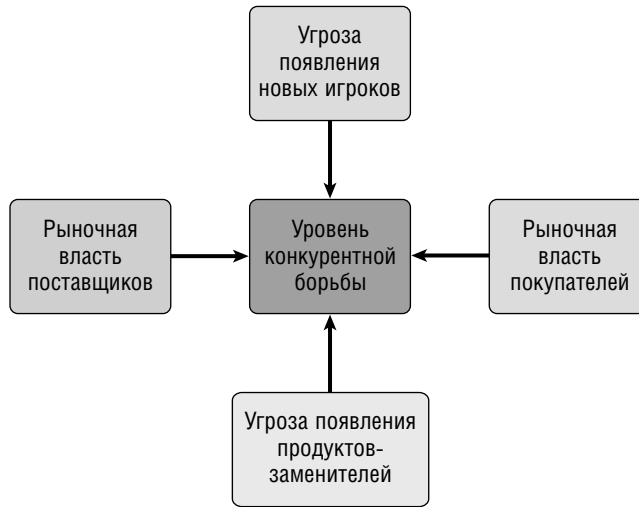 Угроза
появления
новых игроков
Рыночная
власть
поставщиков
Уровень
конкурентной
борьбы
Рыночная
власть
покупателей
Угроза появления
продуктов-
заменителей